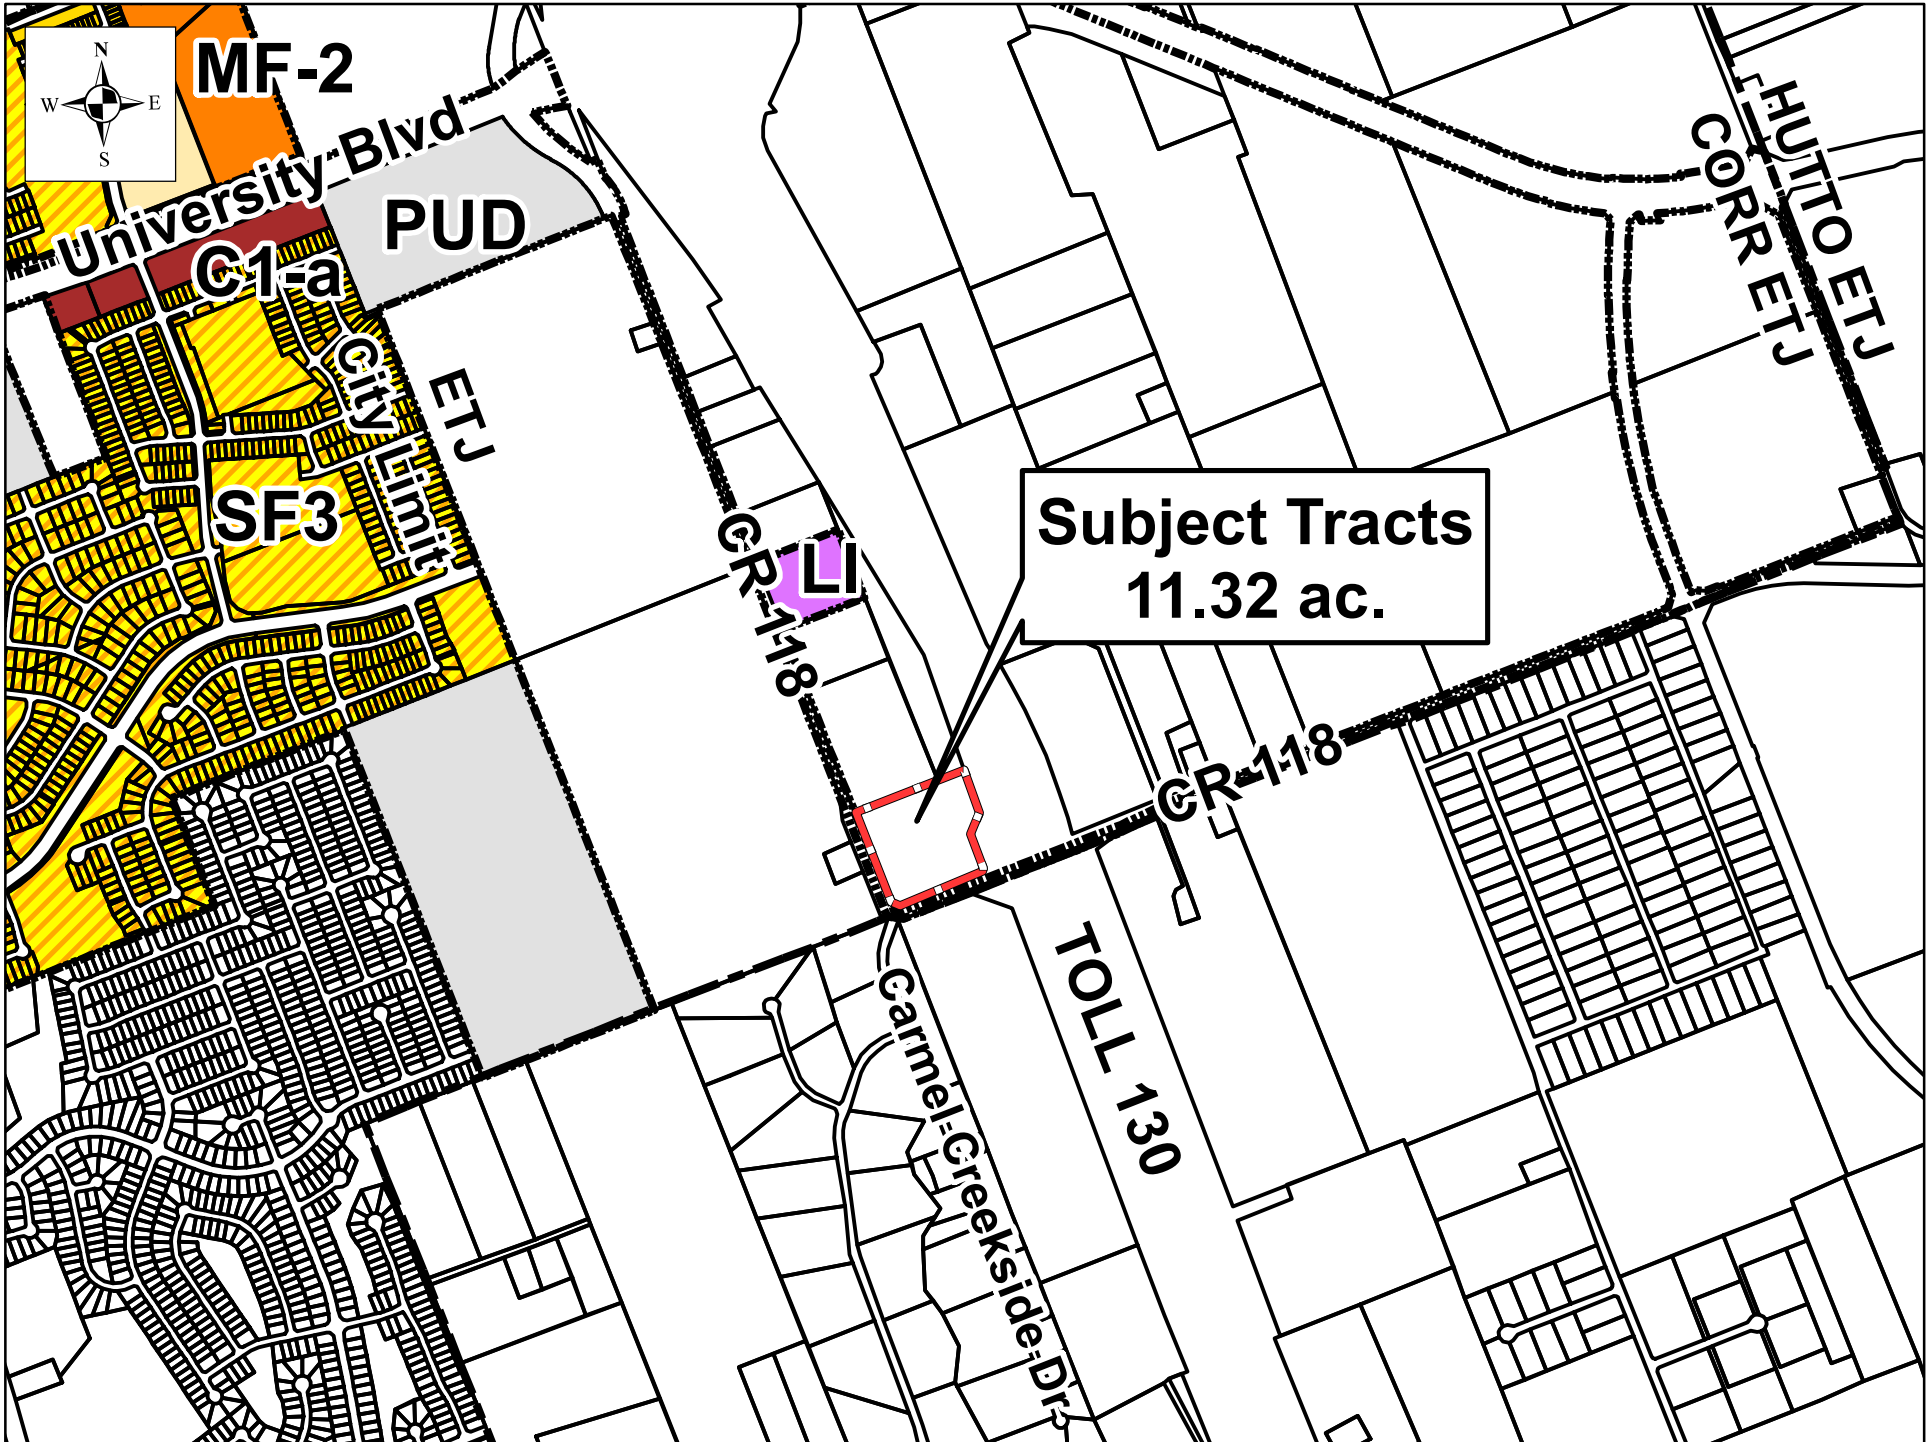 N
W E
S
MF-2
University Blvd
PUD
C1-a
City Limit
ETJ
SF3
HUTTO ETJ
CORR ETJ
CR 118
LI
Subject Tracts
11.32 ac.
CR 118
TOLL 130
Carmel Creekside Dr